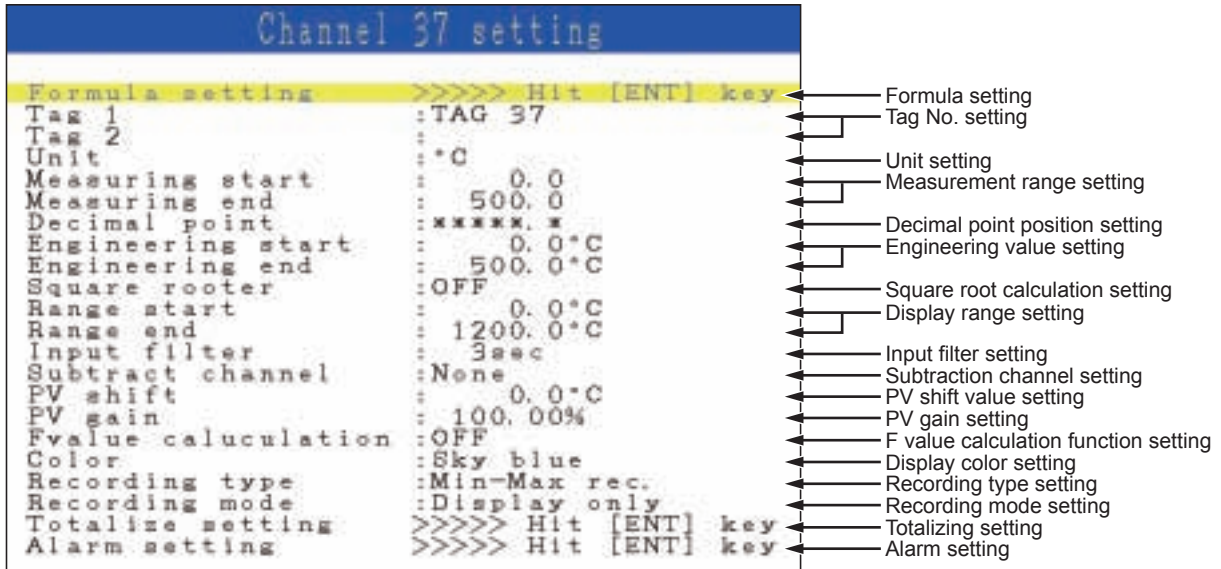 Channel 37 setting
Formula setting >>>>> Hit [ENT] key
Formula setting
Tag 1 :TAG 37
Tag No. setting
Tag 2 :
Unit :°C
Unit setting
Measuring start : 0. 0
Measurement range setting
Measuring end : 500. 0
Decimal point :*****. *
Decimal point position setting
Engineering start : 0. 0°C
Engineering value setting
Engineering end : 500. 0°C
Square rooter :OFF
Square root calculation setting
Range start : 0. 0°C
Display range setting
Range end : 1200. 0°C
Input filter : 3sec
Input filter setting
Subtract channel :None
Subtraction channel setting
PV shift : 0. 0°C
PV shift value setting
PV gain : 100. 00%
PV gain setting
Fvalue caluculation :OFF
F value calculation function setting
Color :Sky blue
Display color setting
Recording type :Min-Max rec.
Recording type setting
Recording mode :Display only
Recording mode setting
Totalize setting >>>>> Hit [ENT] key
Totalizing setting
Alarm setting >>>>> Hit [ENT] key
Alarm setting